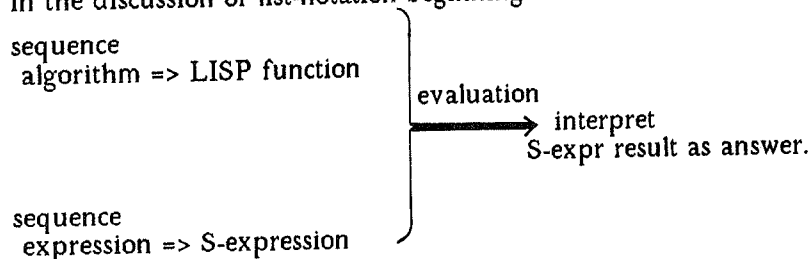 in the discussion of list-notation beginning
sequence
algorithm => LISP function
evaluation
interpret
S-expr result as answer.
sequence
expression => S-expression